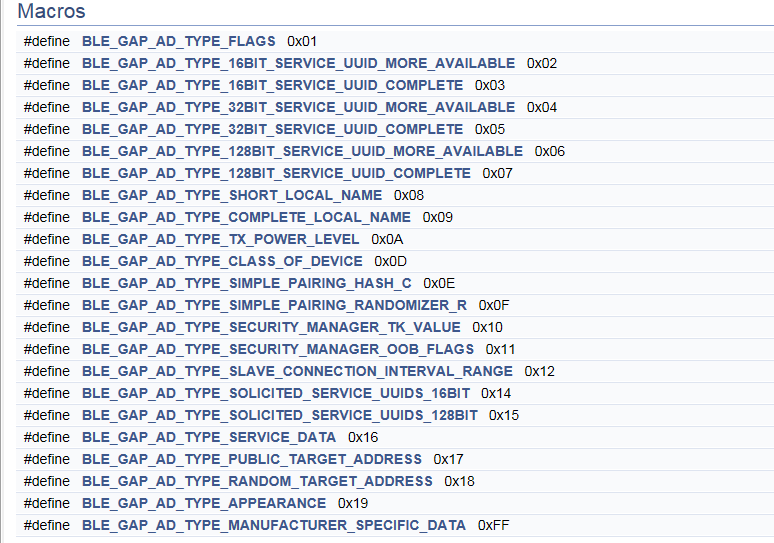 Macros
#define BLE_GAP_AD_TYPE_FLAGS 0x01
#define BLE_GAP_AD_TYPE_16BIT_SERVICE_UUID_MORE_AVAILABLE 0x02
#define BLE_GAP_AD_TYPE_16BIT_SERVICE_UUID_COMPLETE 0x03
#define BLE_GAP_AD_TYPE_32BIT_SERVICE_UUID_MORE_AVAILABLE 0x04
#define BLE_GAP_AD_TYPE_32BIT_SERVICE_UUID_COMPLETE 0x05
#define BLE_GAP_AD_TYPE_128BIT_SERVICE_UUID_MORE_AVAILABLE 0x06
#define BLE_GAP_AD_TYPE_128BIT_SERVICE_UUID_COMPLETE 0x07
#define BLE_GAP_AD_TYPE_SHORT_LOCAL_NAME 0x08
#define BLE_GAP_AD_TYPE_COMPLETE_LOCAL_NAME 0x09
#define BLE_GAP_AD_TYPE_TX_POWER_LEVEL 0x0A
#define BLE_GAP_AD_TYPE_CLASS_OF_DEVICE 0x0D
#define BLE_GAP_AD_TYPE_SIMPLE_PAIRING_HASH_C 0x0E
#define BLE_GAP_AD_TYPE_SIMPLE_PAIRING_RANDOMIZER_R 0x0F
#define BLE_GAP_AD_TYPE_SECURITY_MANAGER_TK_VALUE 0x10
#define BLE_GAP_AD_TYPE_SECURITY_MANAGER_OOB_FLAGS 0x11
#define BLE_GAP_AD_TYPE_SLAVE_CONNECTION_INTERVAL_RANGE 0x12
#define BLE_GAP_AD_TYPE_SOLICITED_SERVICE_UUIDS_16BIT 0x14
#define BLE_GAP_AD_TYPE_SOLICITED_SERVICE_UUIDS_128BIT 0x15
#define BLE_GAP_AD_TYPE_SERVICE_DATA 0x16
#define BLE_GAP_AD_TYPE_PUBLIC_TARGET_ADDRESS 0x17
#define BLE_GAP_AD_TYPE_RANDOM_TARGET_ADDRESS 0x18
#define BLE_GAP_AD_TYPE_APPEARANCE 0x19
#define BLE_GAP_AD_TYPE_MANUFACTURER_SPECIFIC_DATA 0xFF